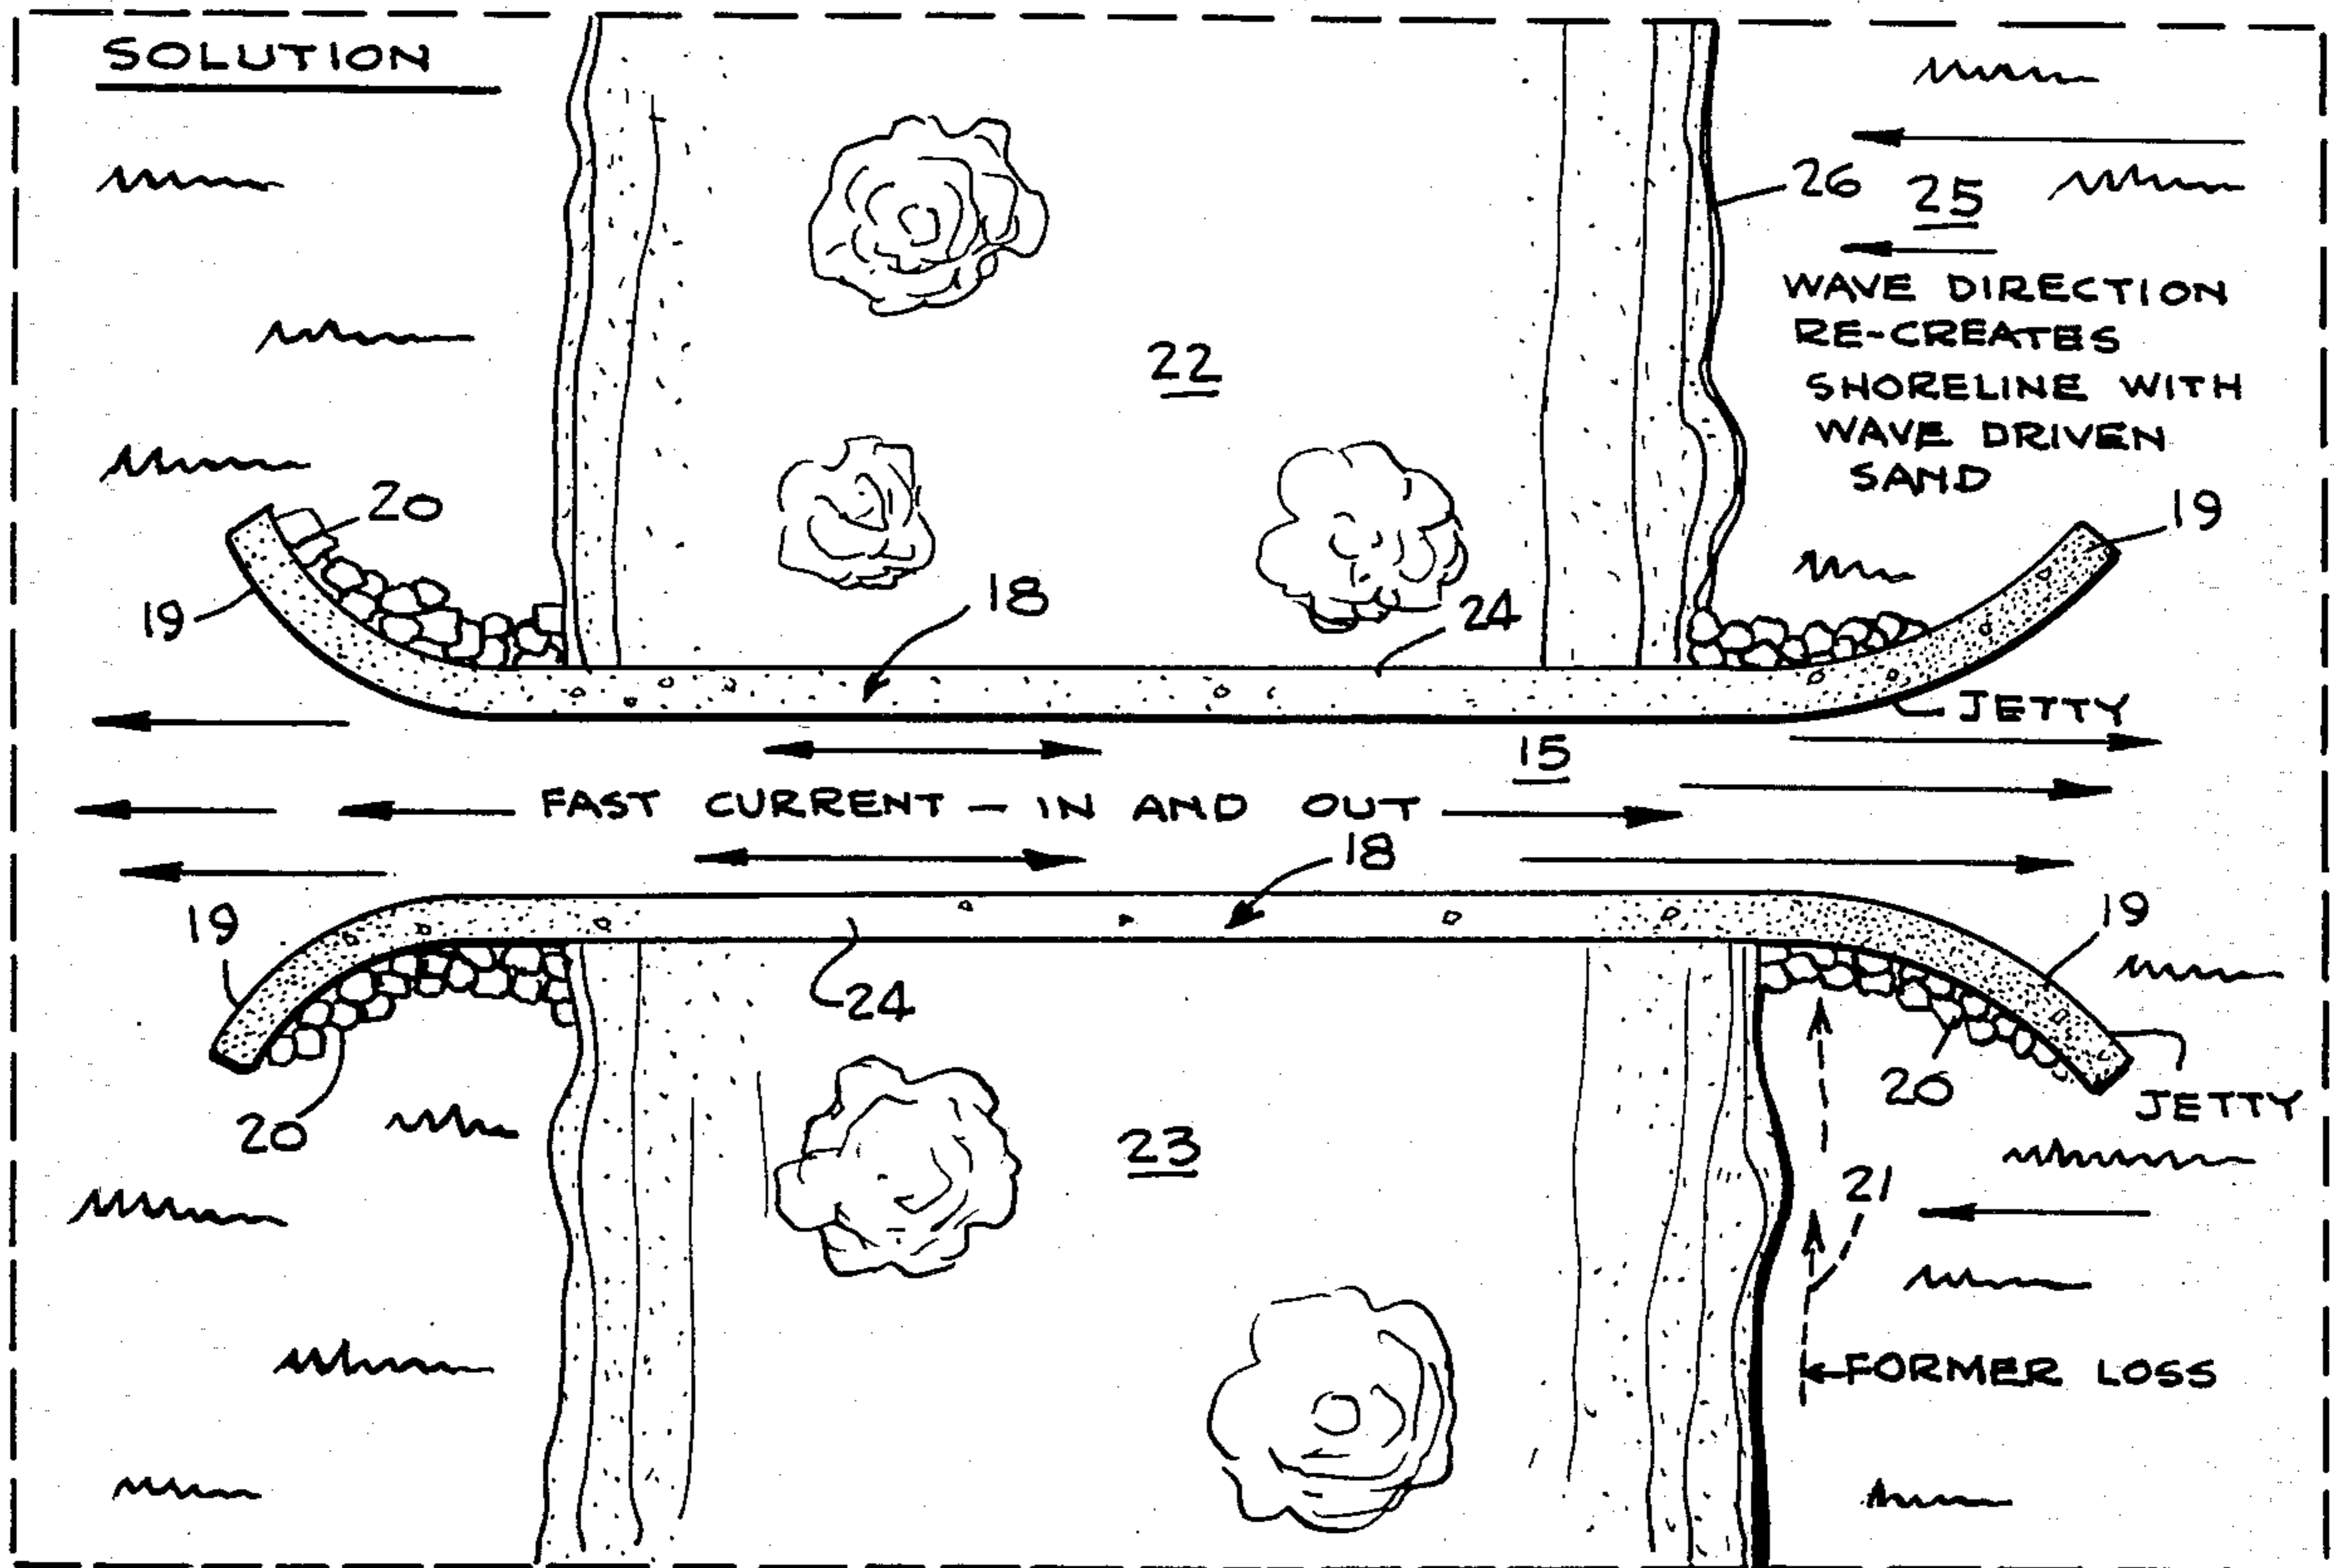 SOLUTION
26
25
WAVE DIRECTION
RE-CREATES
SHORELINE WITH
WAVE DRIVEN
SAND
22
20
19
19
18
24
JETTY
15
FAST CURRENT — IN AND OUT
18
19
19
24
20
20
JETTY
23
21
FORMER LOSS